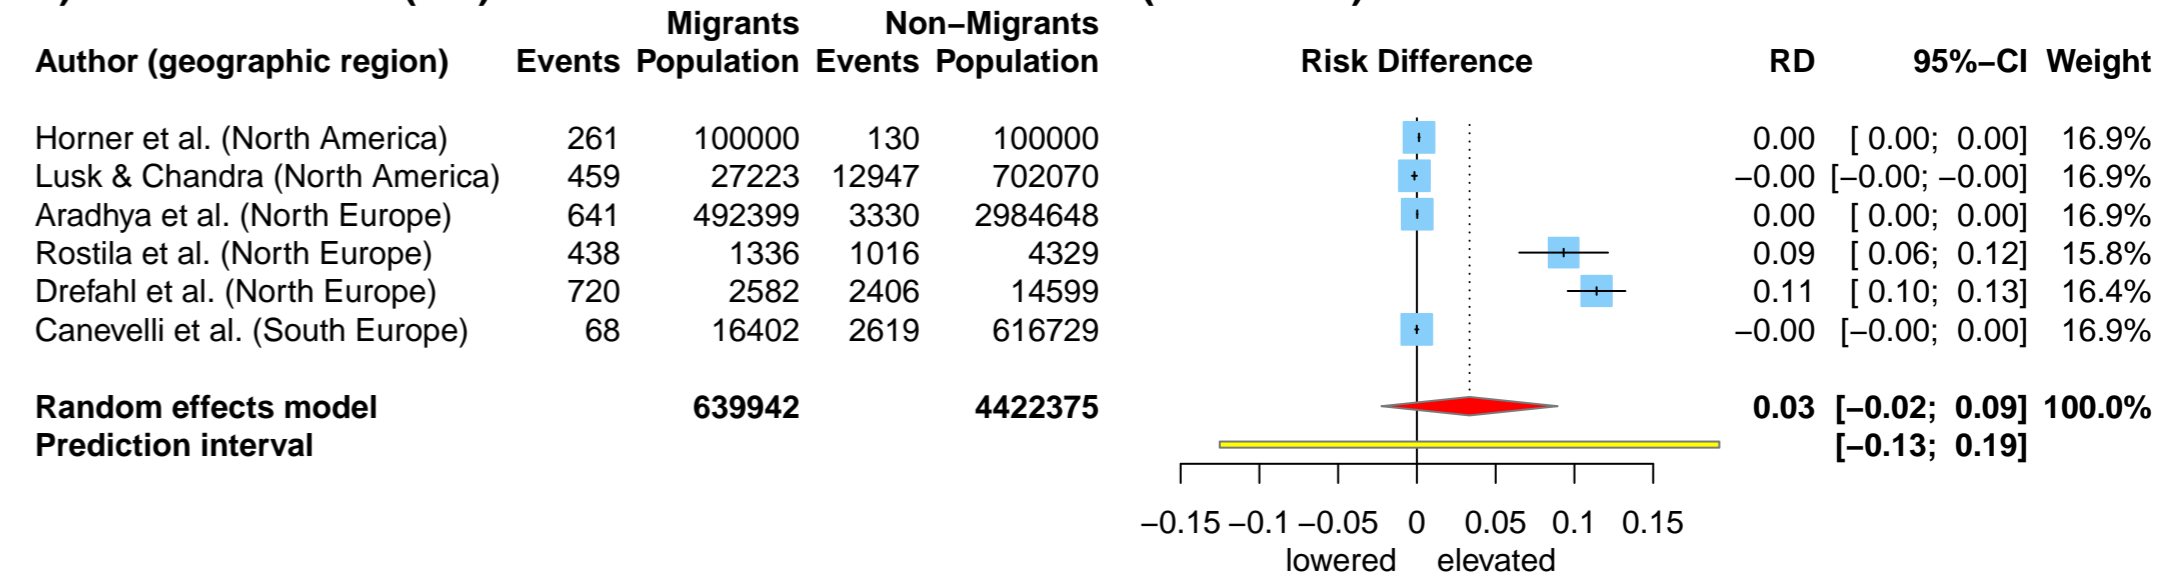 Migrants Non−Migrants
Author (geographic region) Events Population Events Population Risk Difference RD 95%−CI Weight
Horner et al. (North America) 261 100000 130 100000 0.00 [ 0.00; 0.00] 16.9%
Lusk & Chandra (North America) 459 27223 12947 702070 −0.00 [−0.00; −0.00] 16.9%
Aradhya et al. (North Europe) 641 492399 3330 2984648 0.00 [ 0.00; 0.00] 16.9%
Rostila et al. (North Europe) 438 1336 1016 4329 0.09 [ 0.06; 0.12] 15.8%
Drefahl et al. (North Europe) 720 2582 2406 14599 0.11 [ 0.10; 0.13] 16.4%
Canevelli et al. (South Europe) 68 16402 2619 616729 −0.00 [−0.00; 0.00] 16.9%
Random effects model 639942 4422375 0.03 [−0.02; 0.09] 100.0%
Prediction interval [−0.13; 0.19]
−0.15 −0.1 −0.05 0 0.05 0.1 0.15
lowered elevated